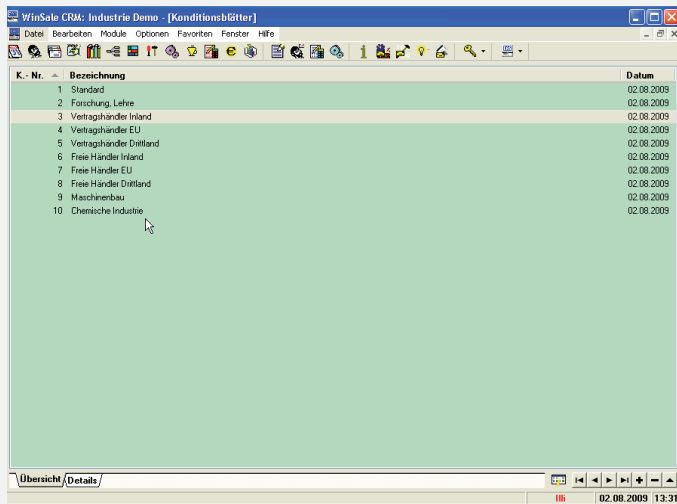 WinSale CRM: Industrie Demo - [Konditionsblätter]
Datei Bearbeiten Module Optionen Favoriten Fenster Hilfe
K.- Nr. Bezeichnung Datum
1 Standard 02.08.2009
2 Forschung, Lehre 02.08.2009
3 Vertragshändler Inland 02.08.2009
4 Vertragshändler EU 02.08.2009
5 Vertragshändler Drittland 02.08.2009
6 Freie Händler Inland 02.08.2009
7 Freie Händler EU 02.08.2009
8 Freie Händler Drittland 02.08.2009
9 Maschinenbau 02.08.2009
10 Chemische Industrie 02.08.2009
Übersicht Details
02.08.2009 13:31